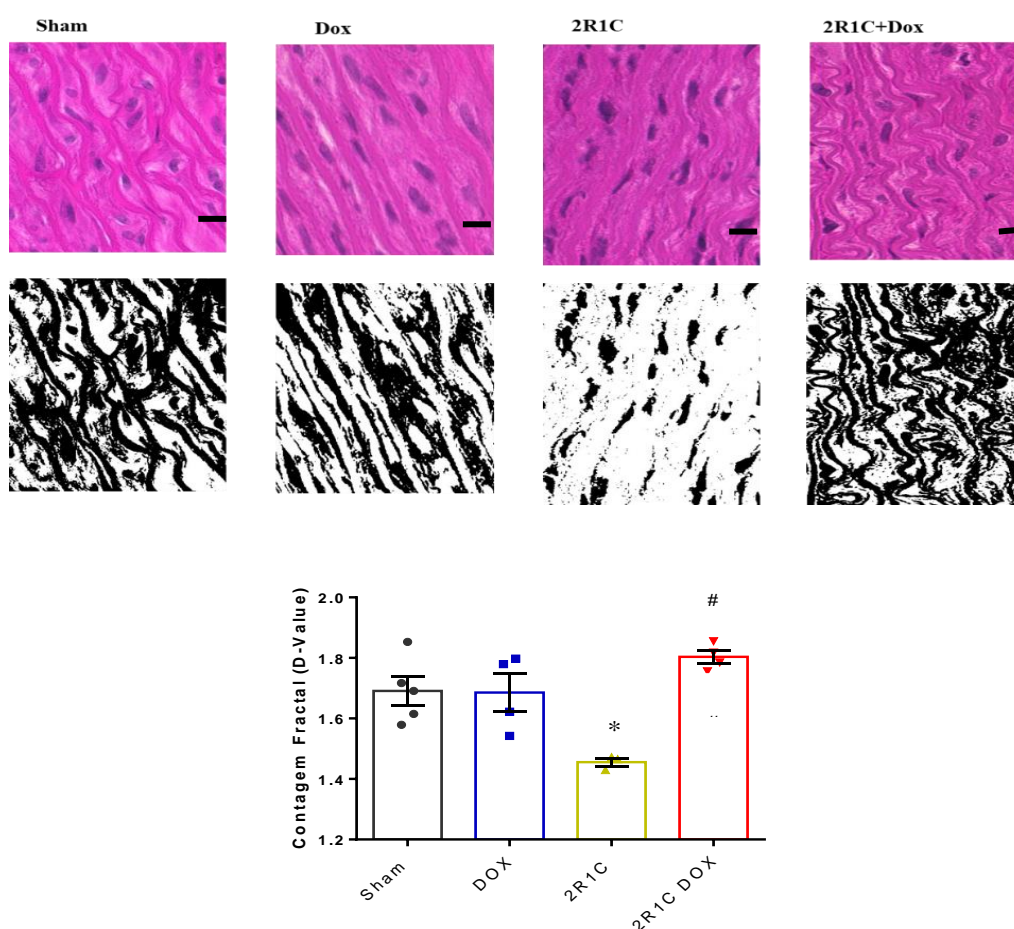 Sham
Dox
2R1C
2R1C+Dox
Contagem Fractal (D-Value)
2.0
1.8
1.6
1.4
1.2
#
*
..
Sham
DOX
2R1C
2R1C DOX